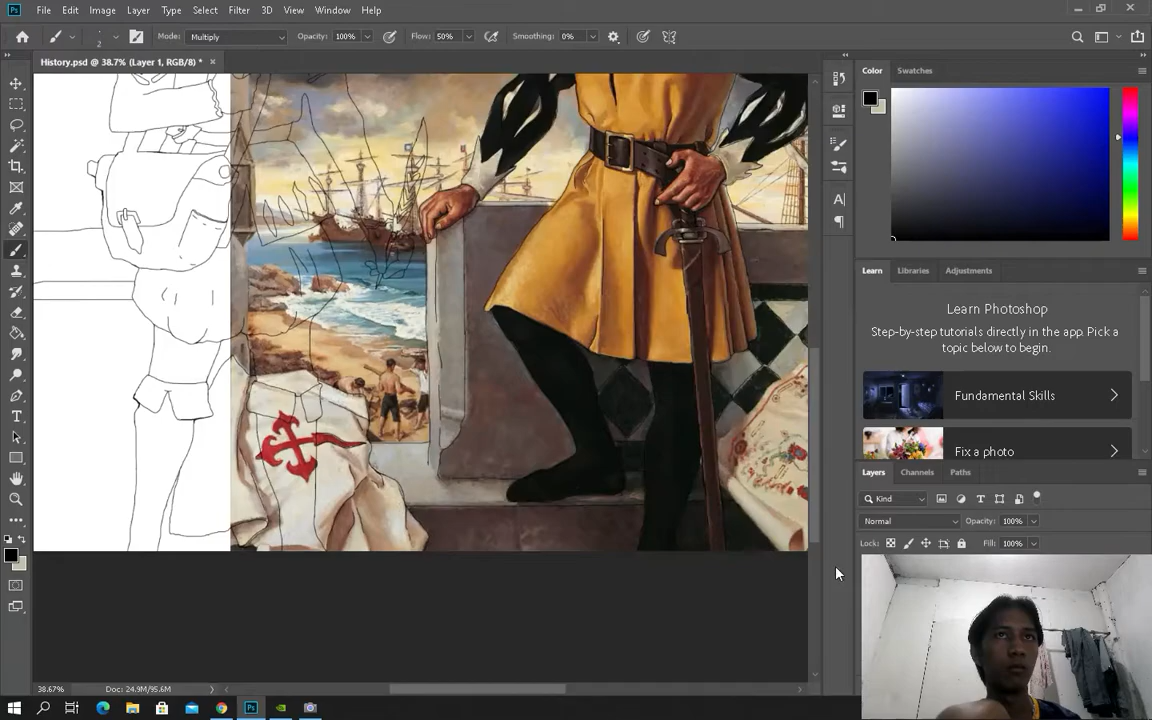 Ps File Edit Image Layer Type Select Filter 3D View Window Help
2 Mode: Multiply Opacity: 100% Flow: 50% Smoothing: 0%
History.psd @ 38.7% (Layer 1, RGB/8) * ×
Color Swatches
Learn Libraries Adjustments
Learn Photoshop
Step-by-step tutorials directly in the app. Pick a
topic below to begin.
Fundamental Skills
Fix a photo
Layers Channels Paths
Kind
Normal Opacity: 100%
Lock: Fill: 100%
38.67% Doc: 24.9M/95.6M
Ps